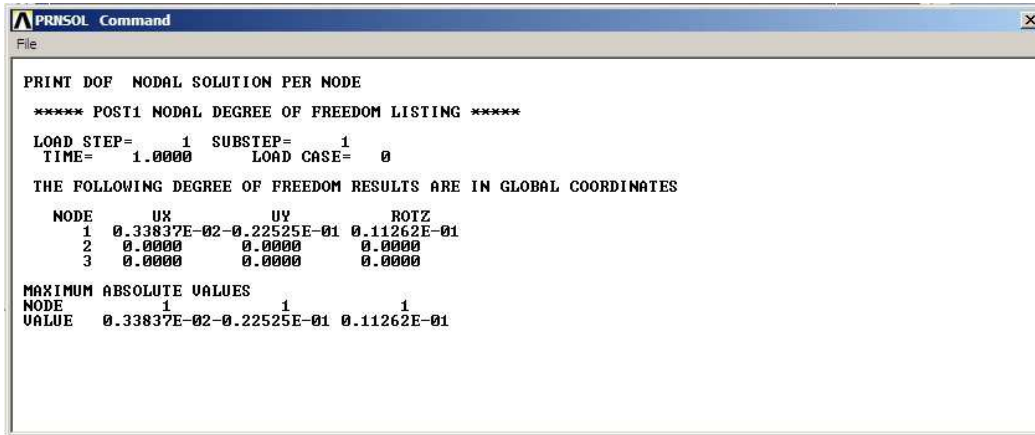 PRNSOL Command
File
PRINT DOF NODAL SOLUTION PER NODE
***** POST1 NODAL DEGREE OF FREEDOM LISTING *****
LOAD STEP= 1 SUBSTEP= 1
TIME= 1.0000 LOAD CASE= 0
THE FOLLOWING DEGREE OF FREEDOM RESULTS ARE IN GLOBAL COORDINATES
NODE UX UY ROTZ
1 0.33837E-02-0.22525E-01 0.11262E-01
2 0.0000 0.0000 0.0000
3 0.0000 0.0000 0.0000
MAXIMUM ABSOLUTE VALUES
NODE 1 1 1
VALUE 0.33837E-02-0.22525E-01 0.11262E-01